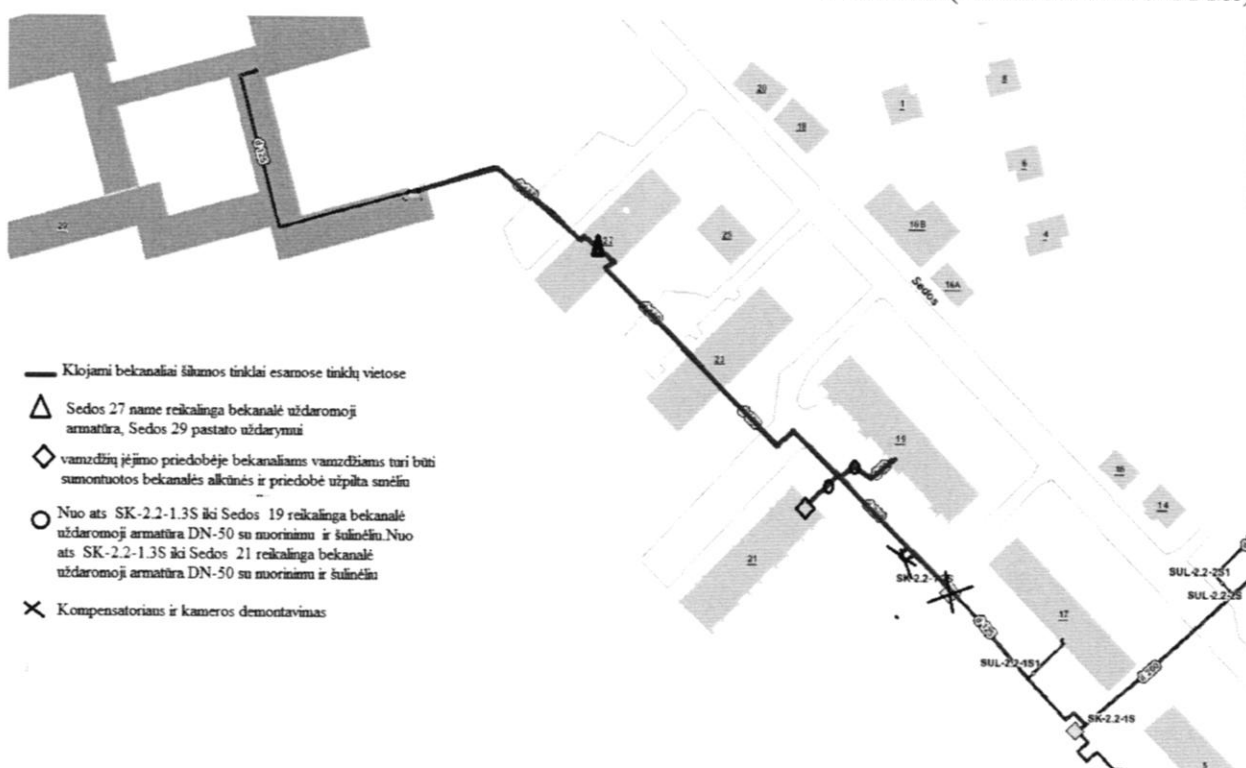 Klojami bekanaliai šilumos tinklai esamose tinklų vietose
Sedos 27 name reikalinga bekanalė uždaromoji
armatūra, Sedos 29 pastato uždarymui
vamzdžių įėjimo priedobėje bekanaliams vamzdžiams turi būti
sumontuotos bekanalės alkūnės ir priedobė užpilta smėliu
Nuo ats SK-2.2-1.3S iki Sedos 19 reikalinga bekanalė
uždaromoji armatūra DN-50 su nuorinimu ir šulinėliu.Nuo
ats SK-2.2-1.3S iki Sedos 21 reikalinga bekanalė
uždaromoji armatūra DN-50 su nuorinimu ir šulinėliu
Kompensatoriaus ir kameros demontavimas
20
18
1
8
6
4
16B
16A
Sedos
29
27
25
23
19
21
16
14
17
SUL-2.2-2S1
SUL-2.2-2S
SUL-2.2-1S1
SK-2.2-1S
d-125
d 250